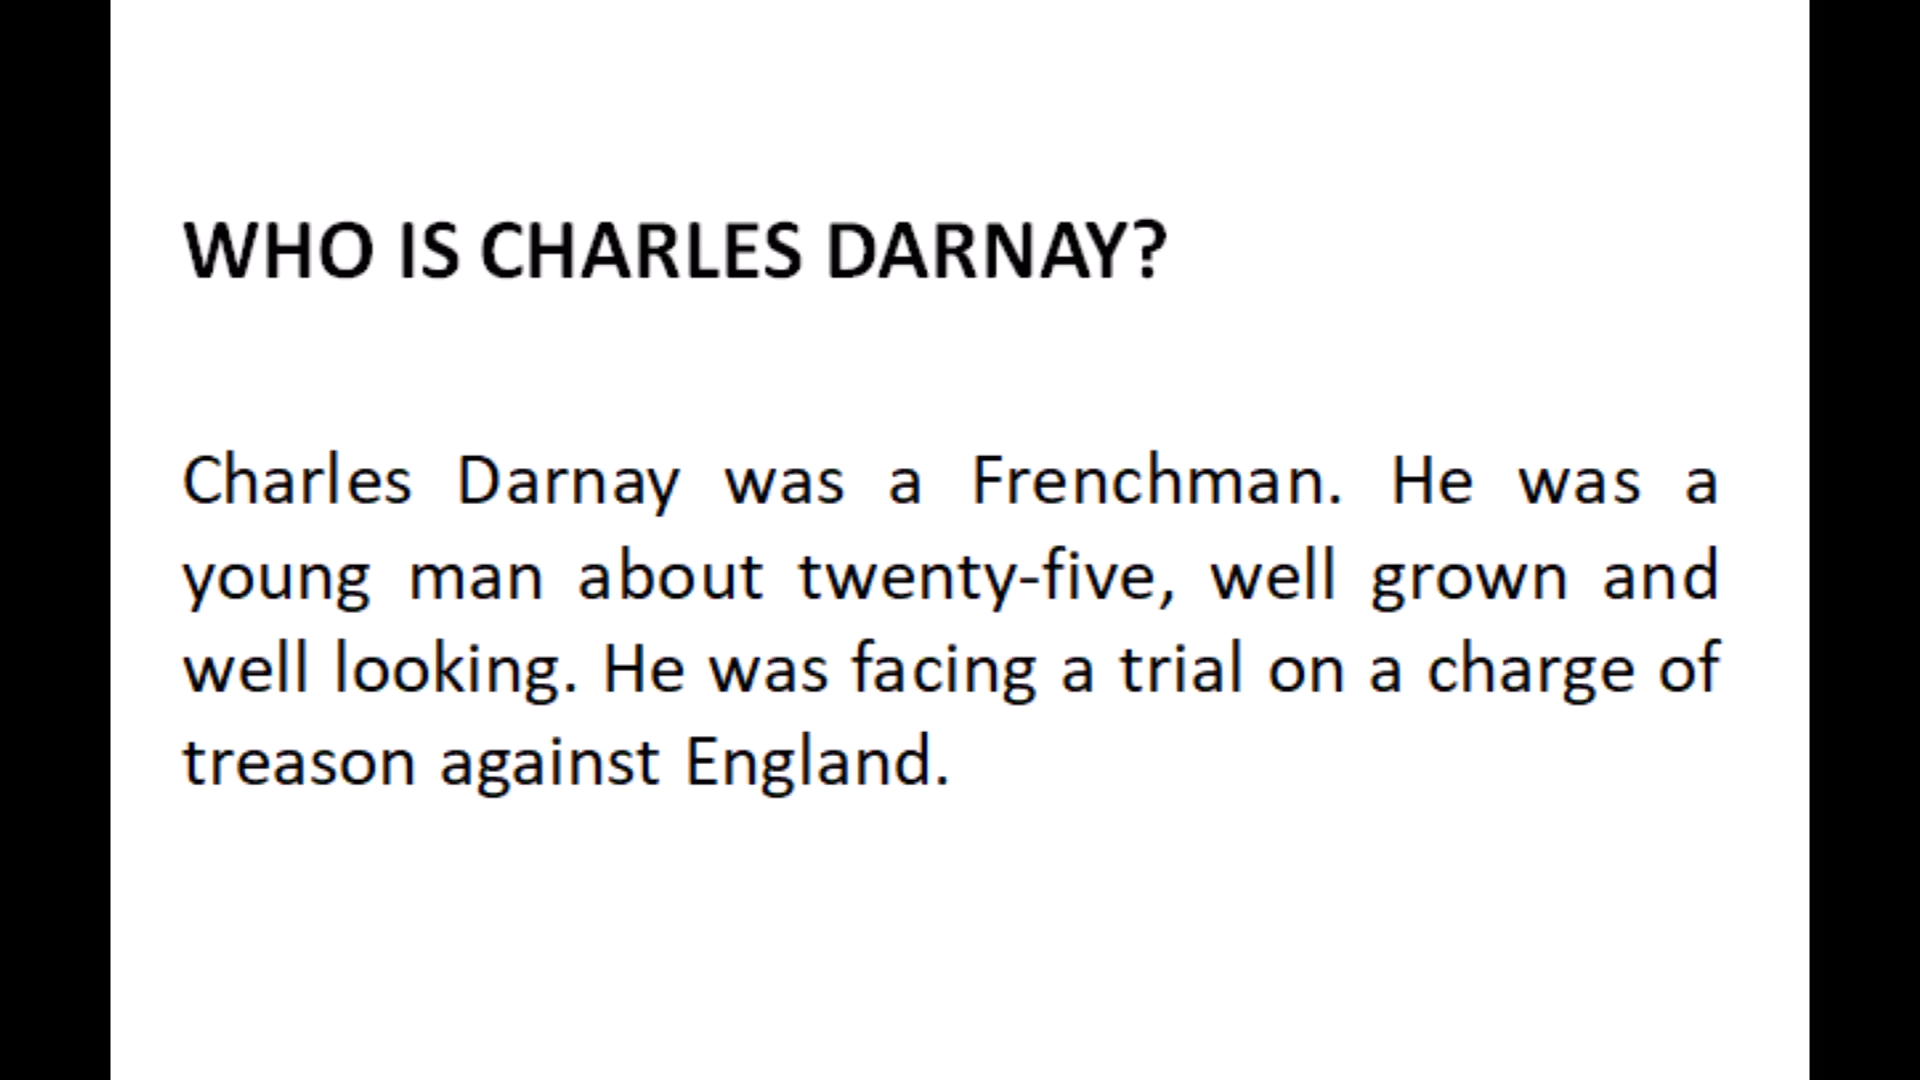 WHO IS CHARLES DARNAY?
Charles Darnay was a Frenchman. He was a
young man about twenty-five, well grown and
well looking. He was facing a trial on a charge of
treason against England.